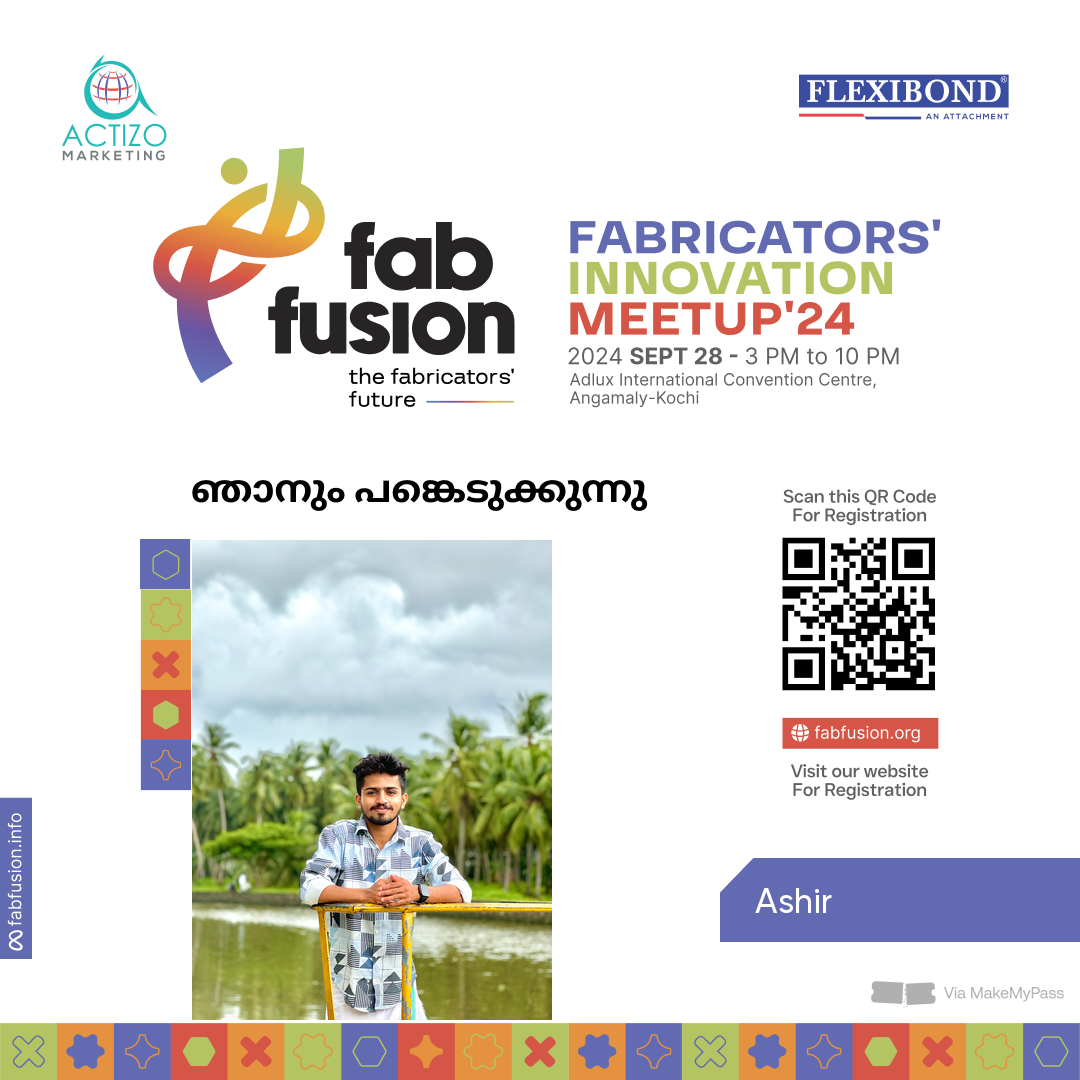 ACTIZO
MARKETING
FLEXIBOND®
AN ATTACHMENT
fab
fusion
the fabricators'
future
FABRICATORS'
INNOVATION
MEETUP'24
2024 SEPT 28 - 3 PM to 10 PM
Adlux International Convention Centre,
Angamaly-Kochi
ഞാനും പങ്കെടുക്കുന്നു
Scan this QR Code
For Registration
fabfusion.org
Visit our website
For Registration
fabfusion.info
Ashir
Via MakeMyPass